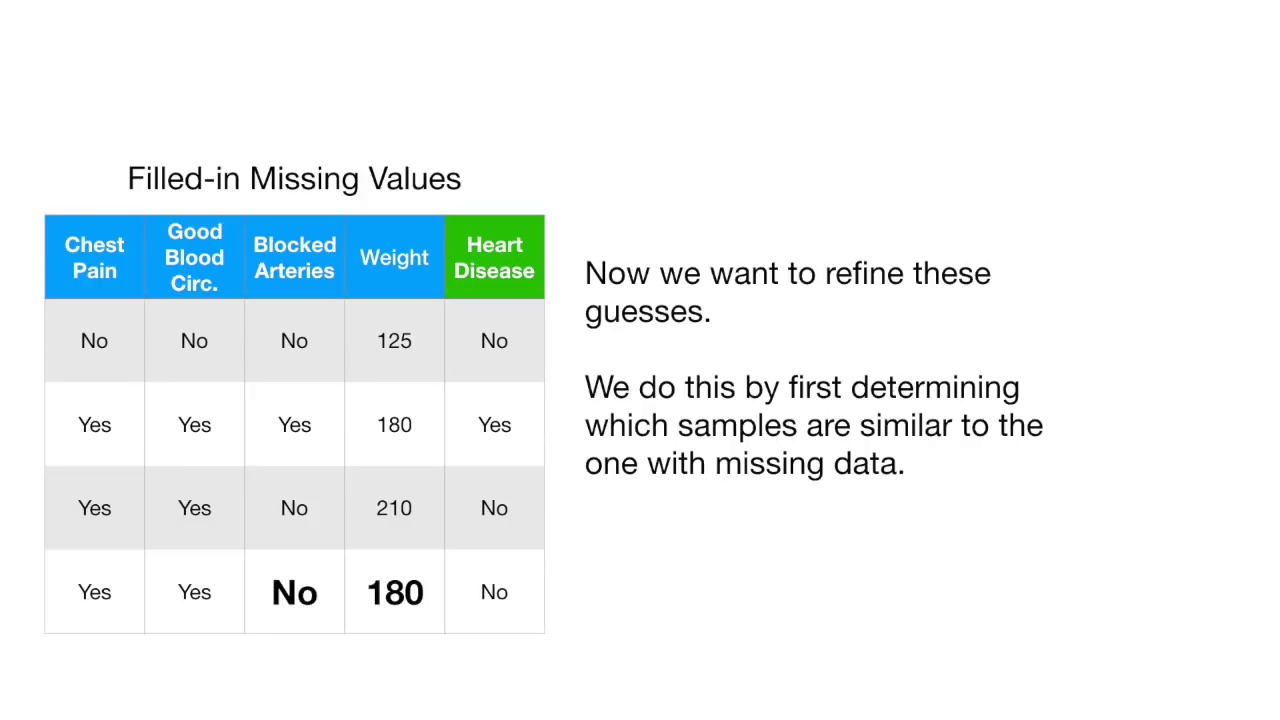 Filled-in Missing Values
Chest Pain Good Blood Circ. Blocked Arteries Weight Heart Disease
No No No 125 No
Yes Yes Yes 180 Yes
Yes Yes No 210 No
Yes Yes No 180 No
Now we want to refine these
guesses.
We do this by first determining
which samples are similar to the
one with missing data.